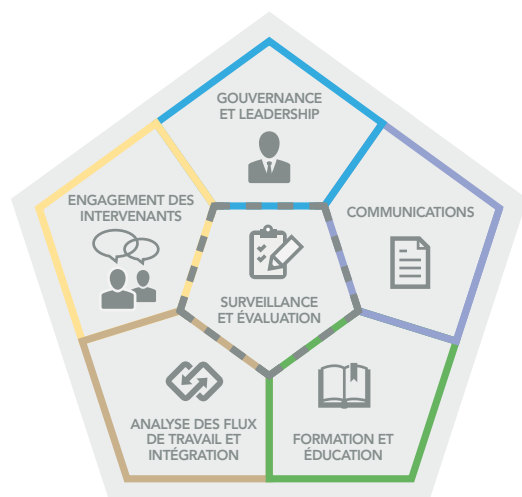 GOUVERNANCE
ET LEADERSHIP
ENGAGEMENT DES
INTERVENANTS
COMMUNICATIONS
SURVEILLANCE
ET ÉVALUATION
ANALYSE DES FLUX
DE TRAVAIL ET
INTÉGRATION
FORMATION ET
ÉDUCATION